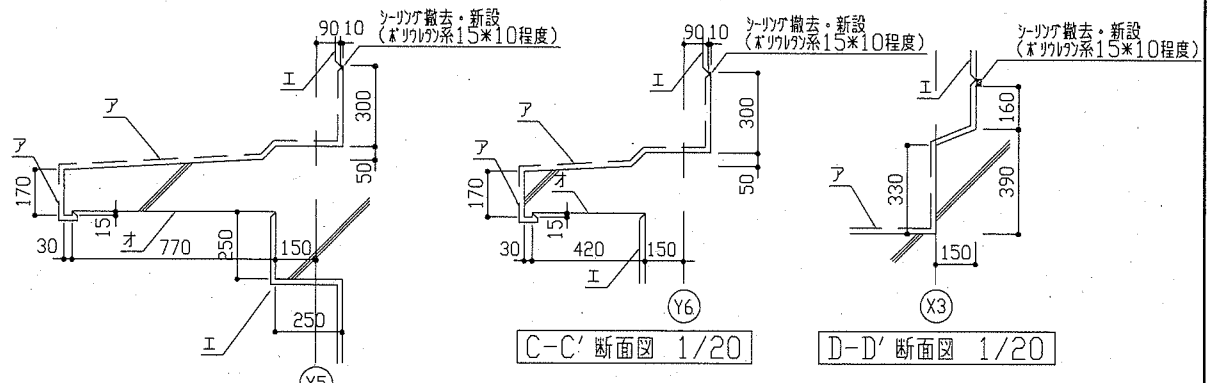 90 10
シーリング撤去・新設
(ポリウレタン系15*10程度)
エ
300
ア
ア
50
170
15
30
オ
770
250
150
エ
250
エ
Y5
90 10
シーリング撤去・新設
(ポリウレタン系15*10程度)
エ
300
ア
ア
50
170
オ
15
30
420
150
エ
Y6
C-C' 断面図 1/20
シーリング撤去・新設
(ポリウレタン系15*10程度)
エ
160
ア
330
390
150
X3
D-D' 断面図 1/20